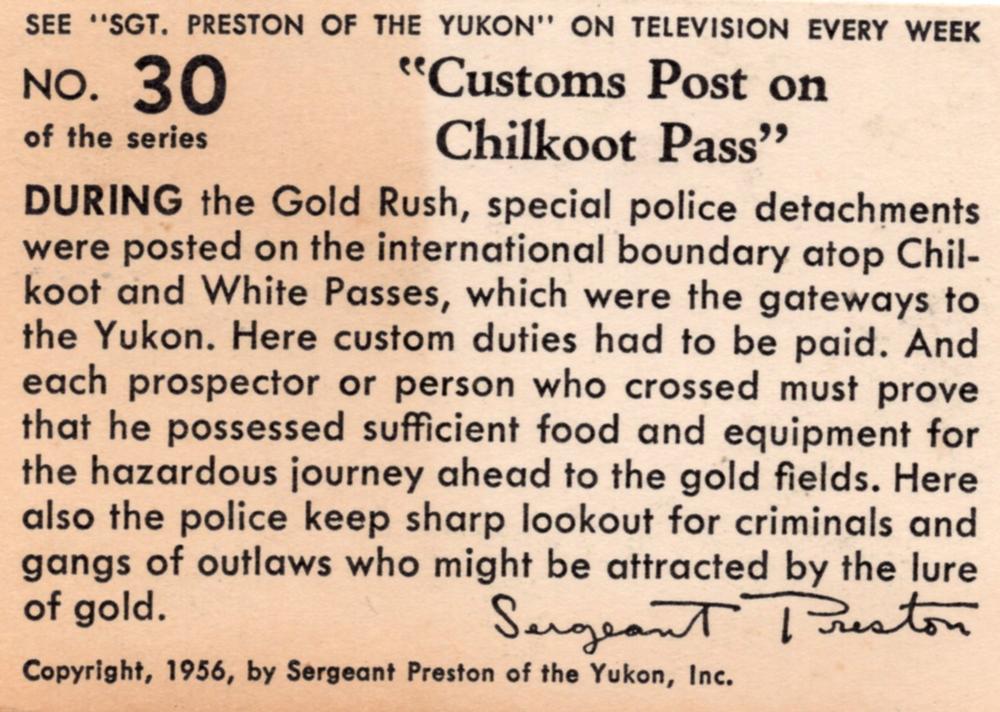 SEE "SGT. PRESTON OF THE YUKON" ON TELEVISION EVERY WEEK
NO. 30
of the series
"Customs Post on
Chilkoot Pass"
DURING the Gold Rush, special police detachments
were posted on the international boundary atop Chil-
koot and White Passes, which were the gateways to
the Yukon. Here custom duties had to be paid. And
each prospector or person who crossed must prove
that he possessed sufficient food and equipment for
the hazardous journey ahead to the gold fields. Here
also the police keep sharp lookout for criminals and
gangs of outlaws who might be attracted by the lure
of gold.
Sergeant Preston
Copyright, 1956, by Sergeant Preston of the Yukon, Inc.